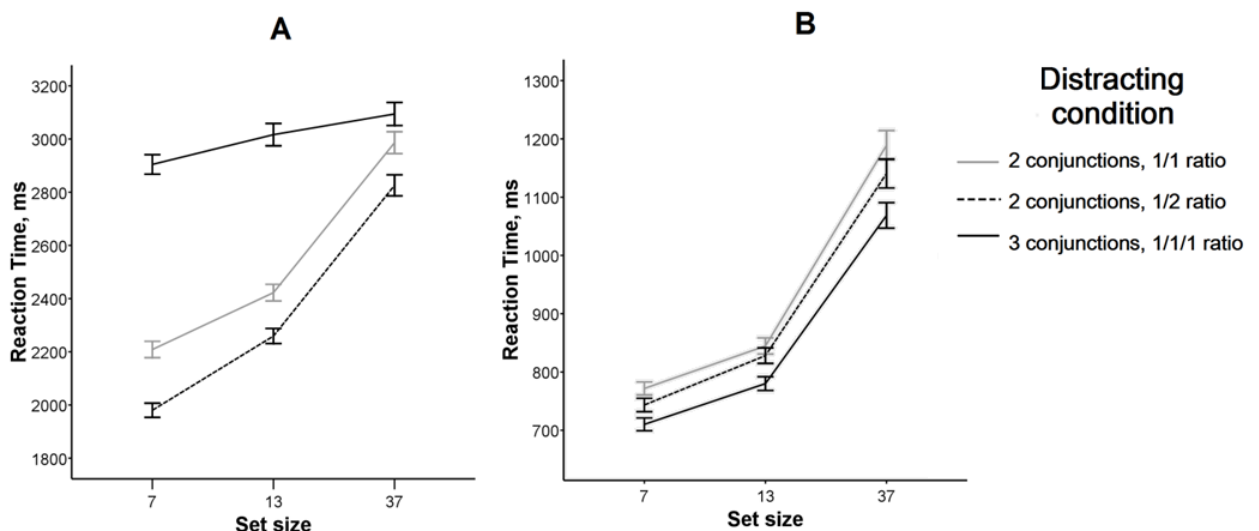 A
Reaction Time, ms
3200
3000
2800
2600
2400
2200
2000
1800
7 13 37
Set size
B
Reaction Time, ms
1300
1200
1100
1000
900
800
700
7 13 37
Set size
Distracting
condition
2 conjunctions, 1/1 ratio
2 conjunctions, 1/2 ratio
3 conjunctions, 1/1/1 ratio